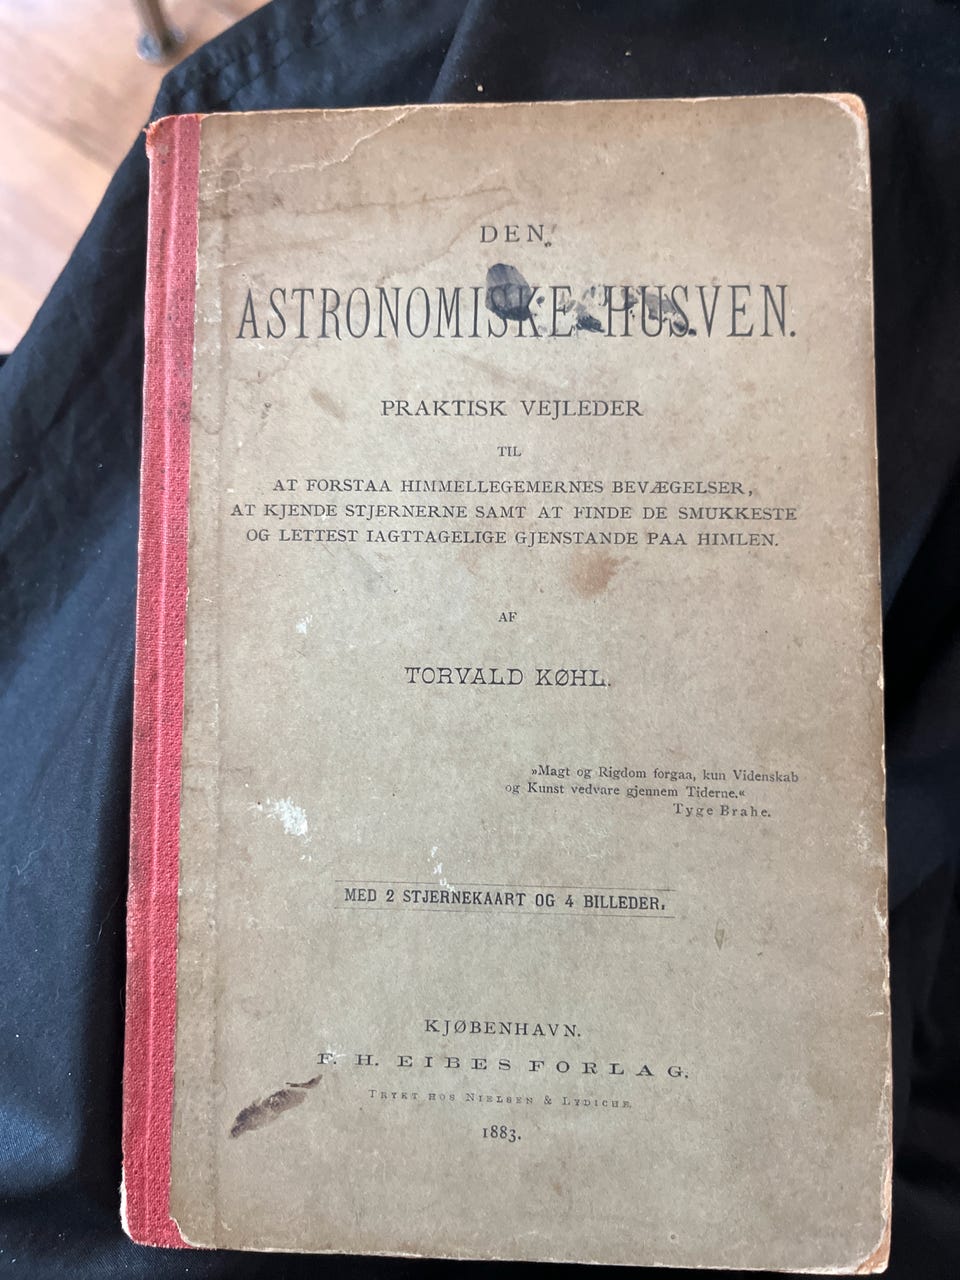 DEN
ASTRONOMISKE HUSVEN.
PRAKTISK VEJLEDER
TIL
AT FORSTAA HIMMELLEGEMERNES BEVÆGELSER,
AT KJENDE STJERNERNE SAMT AT FINDE DE SMUKKESTE
OG LETTEST IAGTTAGELIGE GJENSTANDE PAA HIMLEN.
AF
TORVALD KØHL.
»Magt og Rigdom forgaa, kun Videnskab
og Kunst vedvare gjennem Tiderne.«
Tyge Brahe.
MED 2 STJERNEKAART OG 4 BILLEDER.
KJØBENHAVN.
F. H. EIBES FORLAG.
TRYKT HOS NIELSEN & LYDICHE.
1883.